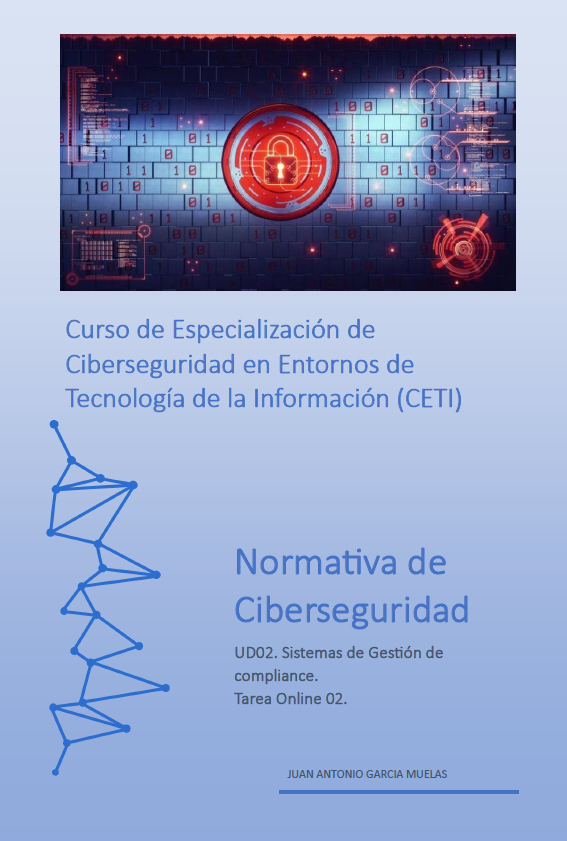 Curso de Especialización de
Ciberseguridad en Entornos de
Tecnología de la Información (CETI)
Normativa de
Ciberseguridad
UD02. Sistemas de Gestión de
compliance.
Tarea Online 02.
JUAN ANTONIO GARCIA MUELAS